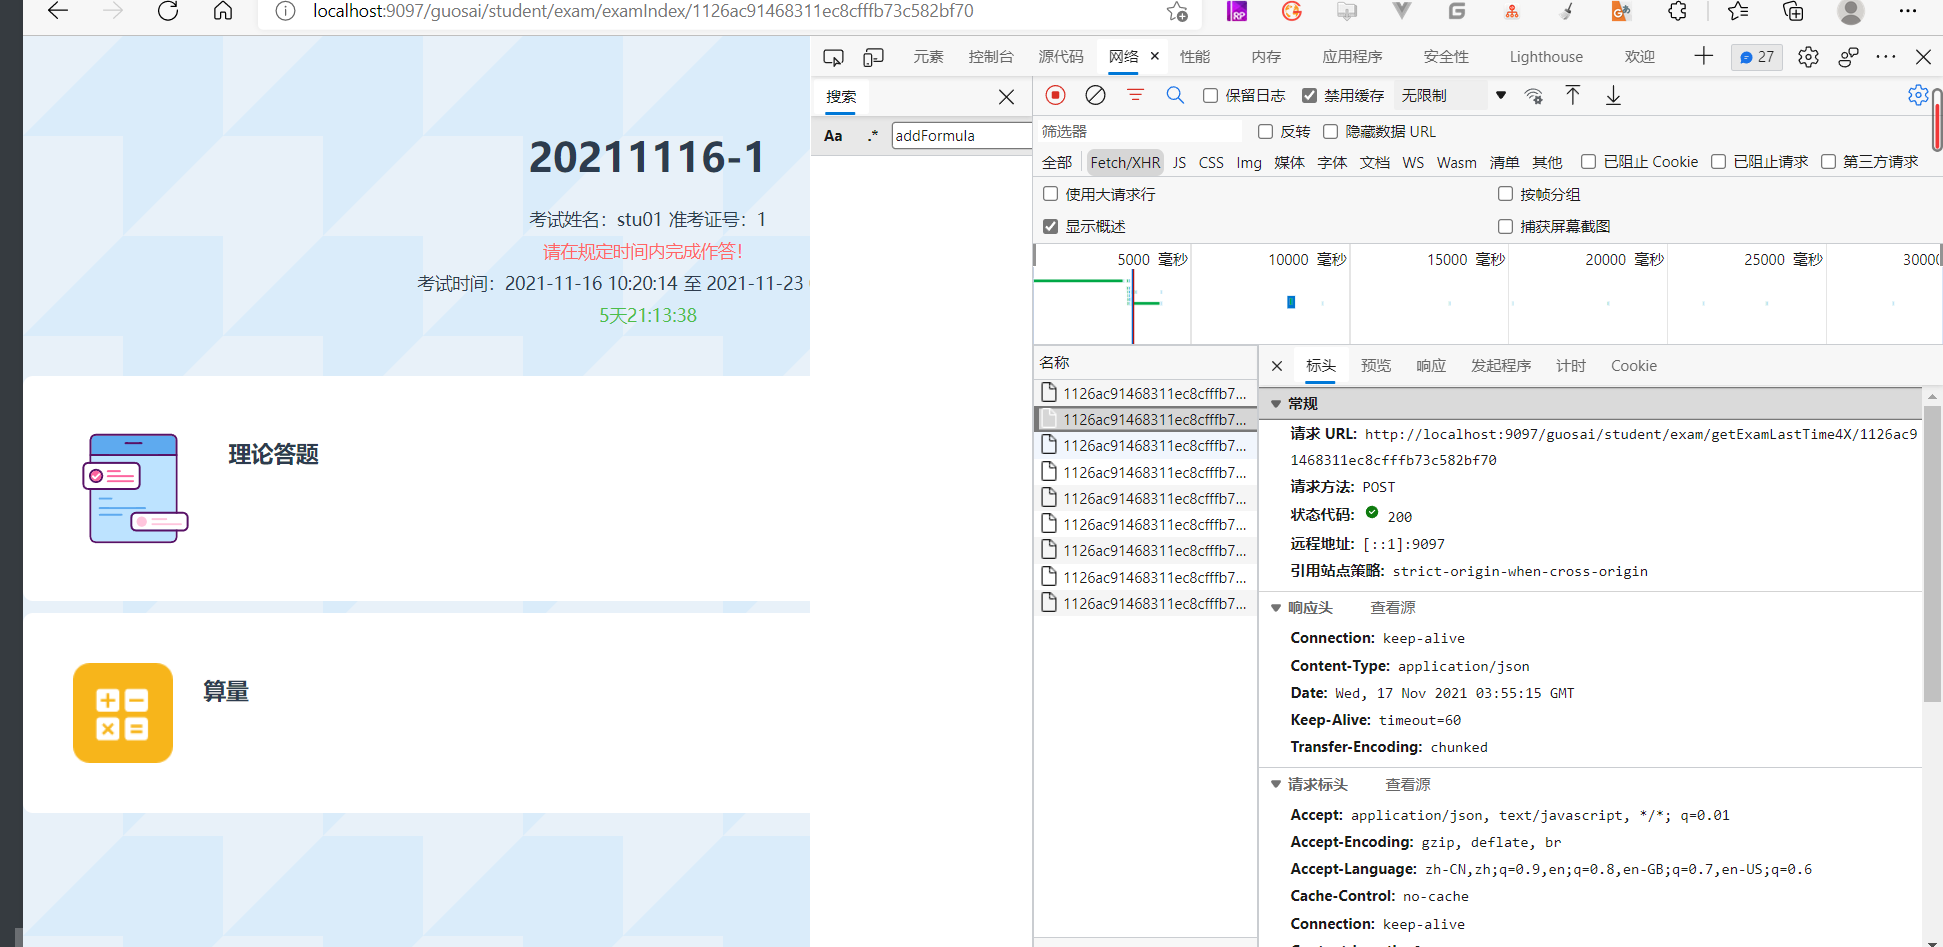 localhost:9097/guosai/student/exam/examIndex/1126ac91468311ec8cfffb73c582bf70
20211116-1
考试姓名：stu01 准考证号：1
请在规定时间内完成作答！
考试时间：2021-11-16 10:20:14 至 2021-11-23
5天21:13:38
理论答题
算量
元素 控制台 源代码 网络 性能 内存 应用程序 安全性 Lighthouse 欢迎 27
搜索
Aa .* addFormula
保留日志 禁用缓存 无限制
筛选器 反转 隐藏数据 URL
全部 Fetch/XHR JS CSS Img 媒体 字体 文档 WS Wasm 清单 其他 已阻止 Cookie 已阻止请求 第三方请求
使用大请求行 按帧分组
显示概述 捕获屏幕截图
5000 毫秒 10000 毫秒 15000 毫秒 20000 毫秒 25000 毫秒 30000
名称
1126ac91468311ec8cfffb7...
1126ac91468311ec8cfffb7...
1126ac91468311ec8cfffb7...
1126ac91468311ec8cfffb7...
1126ac91468311ec8cfffb7...
1126ac91468311ec8cfffb7...
1126ac91468311ec8cfffb7...
1126ac91468311ec8cfffb7...
1126ac91468311ec8cfffb7...
标头 预览 响应 发起程序 计时 Cookie
常规
请求 URL: http://localhost:9097/guosai/student/exam/getExamLastTime4X/1126ac9
1468311ec8cfffb73c582bf70
请求方法: POST
状态代码: 200
远程地址: [::1]:9097
引用站点策略: strict-origin-when-cross-origin
响应头 查看源
Connection: keep-alive
Content-Type: application/json
Date: Wed, 17 Nov 2021 03:55:15 GMT
Keep-Alive: timeout=60
Transfer-Encoding: chunked
请求标头 查看源
Accept: application/json, text/javascript, */*; q=0.01
Accept-Encoding: gzip, deflate, br
Accept-Language: zh-CN,zh;q=0.9,en;q=0.8,en-GB;q=0.7,en-US;q=0.6
Cache-Control: no-cache
Connection: keep-alive